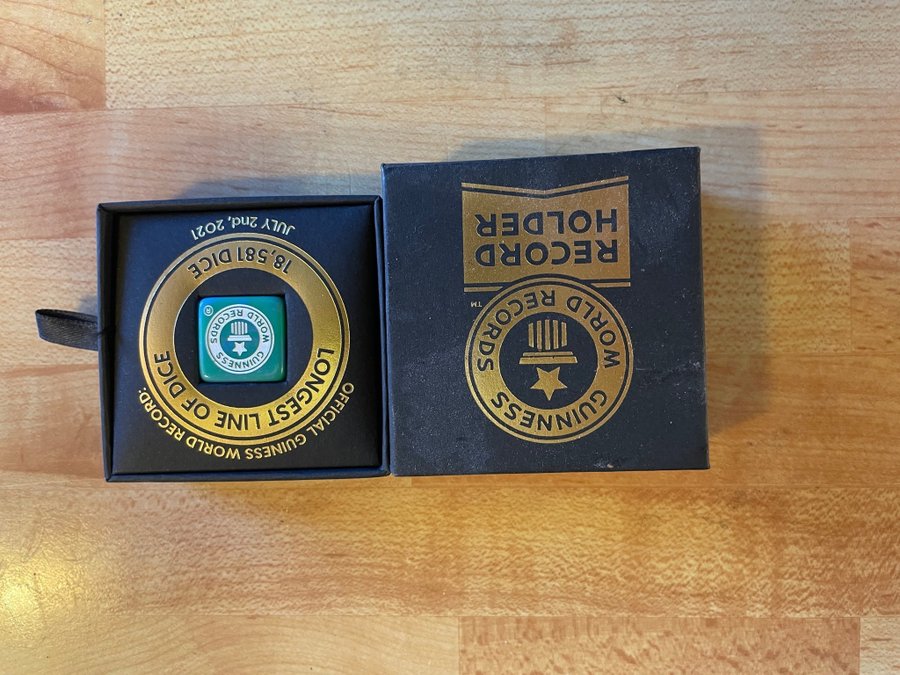 OFFICIAL GUINESS WORLD RECORD:
LONGEST LINE OF DICE
18,581 DICE
JULY 2nd, 2021
GUINNESS
WORLD RECORDS
®
GUINNESS
WORLD RECORDS
™
RECORD
HOLDER